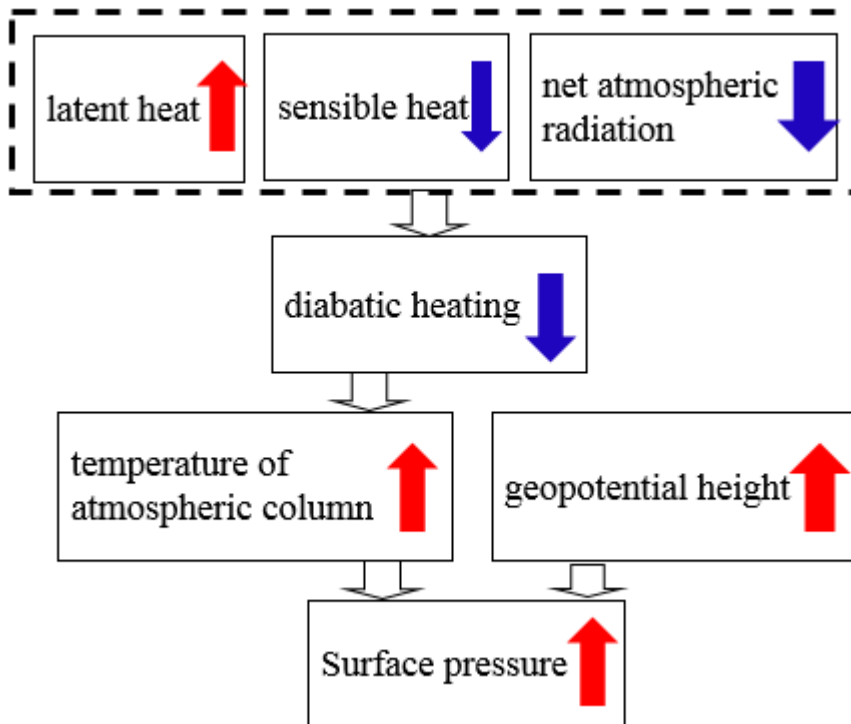 latent heat
sensible heat
net atmospheric
radiation
diabatic heating
temperature of
atmospheric column
geopotential height
Surface pressure